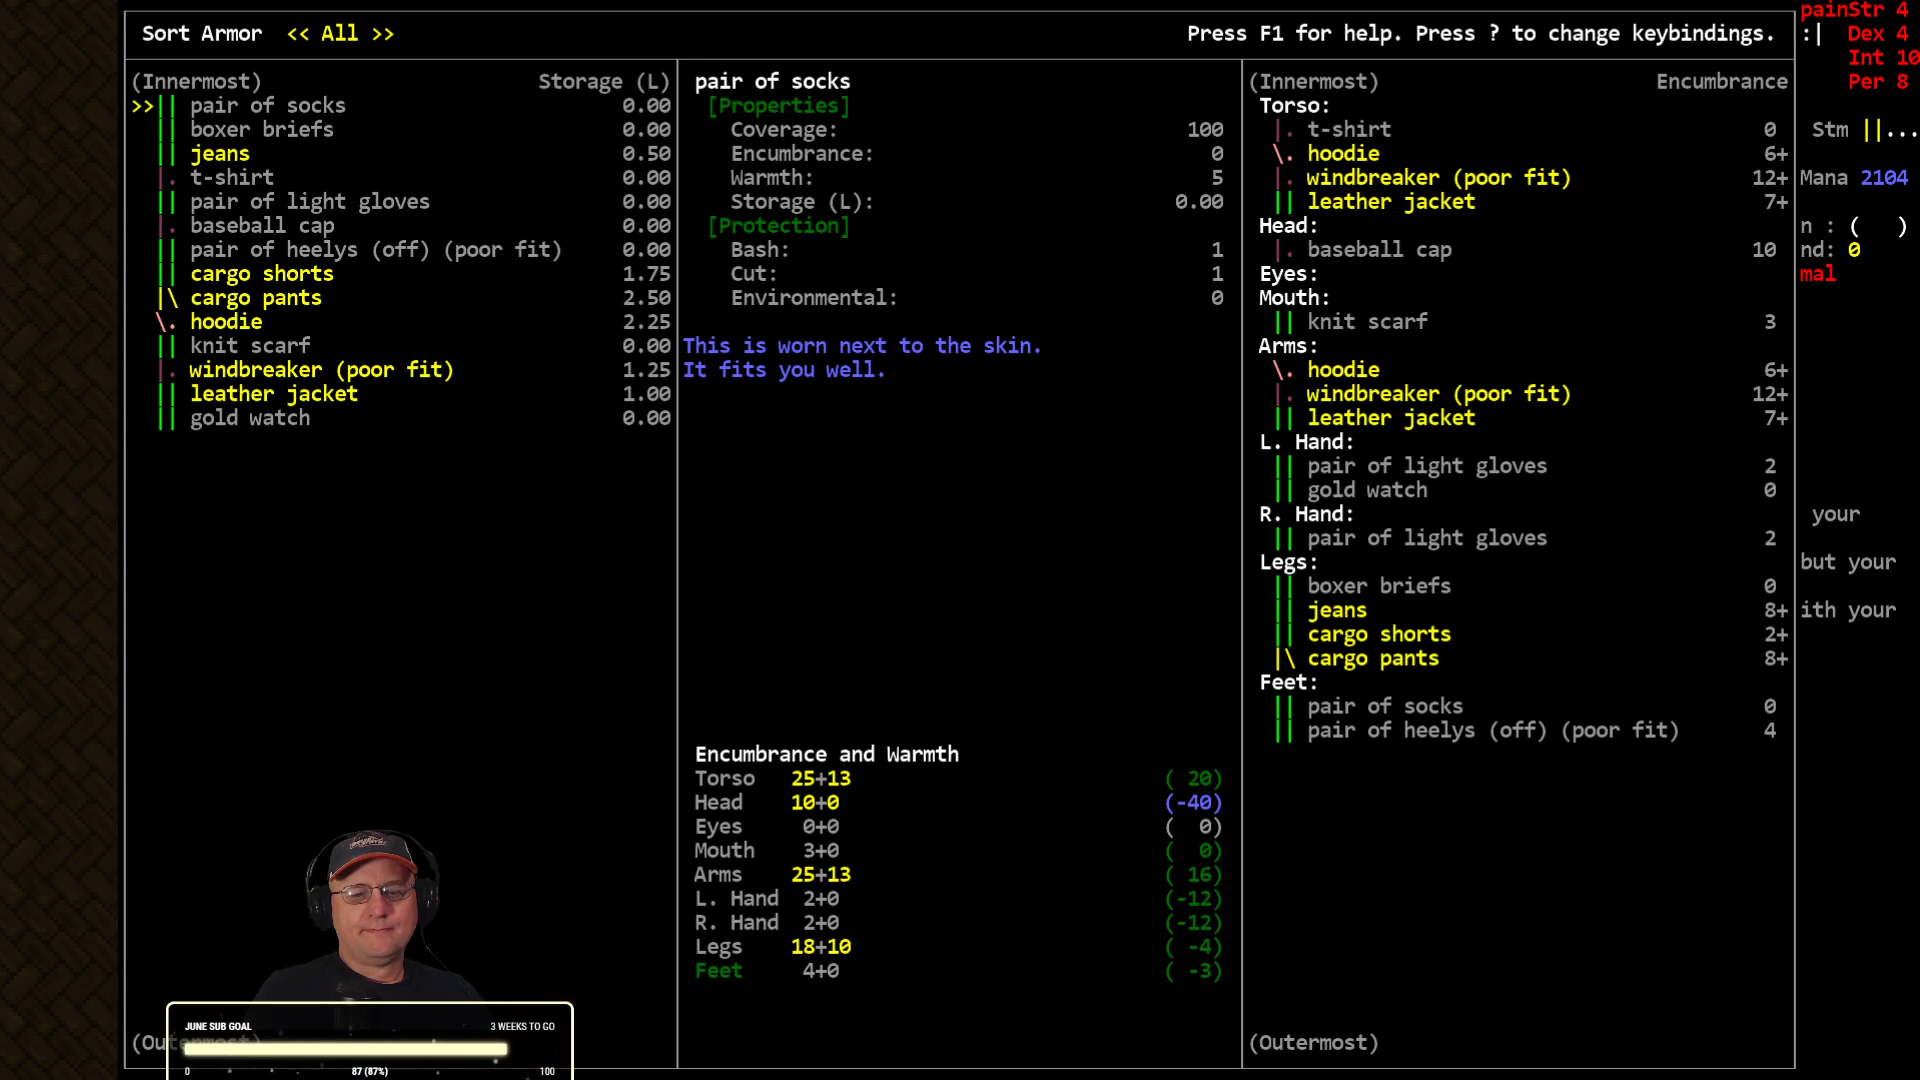 Sort Armor << All >> Press F1 for help. Press ? to change keybindings.
(Innermost) Storage (L)
>>|| pair of socks 0.00
|| boxer briefs 0.00
|| jeans 0.50
|. t-shirt 0.00
|| pair of light gloves 0.00
|. baseball cap 0.00
|| pair of heelys (off) (poor fit) 0.00
|| cargo shorts 1.75
|\ cargo pants 2.50
\. hoodie 2.25
|| knit scarf 0.00
|. windbreaker (poor fit) 1.25
|| leather jacket 1.00
|| gold watch 0.00
pair of socks
[Properties]
Coverage: 100
Encumbrance: 0
Warmth: 5
Storage (L): 0.00
[Protection]
Bash: 1
Cut: 1
Environmental: 0
This is worn next to the skin.
It fits you well.
Encumbrance and Warmth
Torso 25+13 ( 20)
Head 10+0 (-40)
Eyes 0+0 ( 0)
Mouth 3+0 ( 0)
Arms 25+13 ( 16)
L. Hand 2+0 (-12)
R. Hand 2+0 (-12)
Legs 18+10 ( -4)
Feet 4+0 ( -3)
(Innermost) Encumbrance
Torso:
|. t-shirt 0
\. hoodie 6+
|. windbreaker (poor fit) 12+
|| leather jacket 7+
Head:
|. baseball cap 10
Eyes:
Mouth:
|| knit scarf 3
Arms:
\. hoodie 6+
|. windbreaker (poor fit) 12+
|| leather jacket 7+
L. Hand:
|| pair of light gloves 2
|| gold watch 0
R. Hand:
|| pair of light gloves 2
Legs:
|| boxer briefs 0
|| jeans 8+
|| cargo shorts 2+
|\ cargo pants 8+
Feet:
|| pair of socks 0
|| pair of heelys (off) (poor fit) 4
(Outermost)
painStr 4
:| Dex 4
Int 10
Per 8
Stm ||...
Mana 2104
n : ( )
nd: 0
mal
your
but your
ith your
JUNE SUB GOAL 3 WEEKS TO GO
0 87 (87%) 100